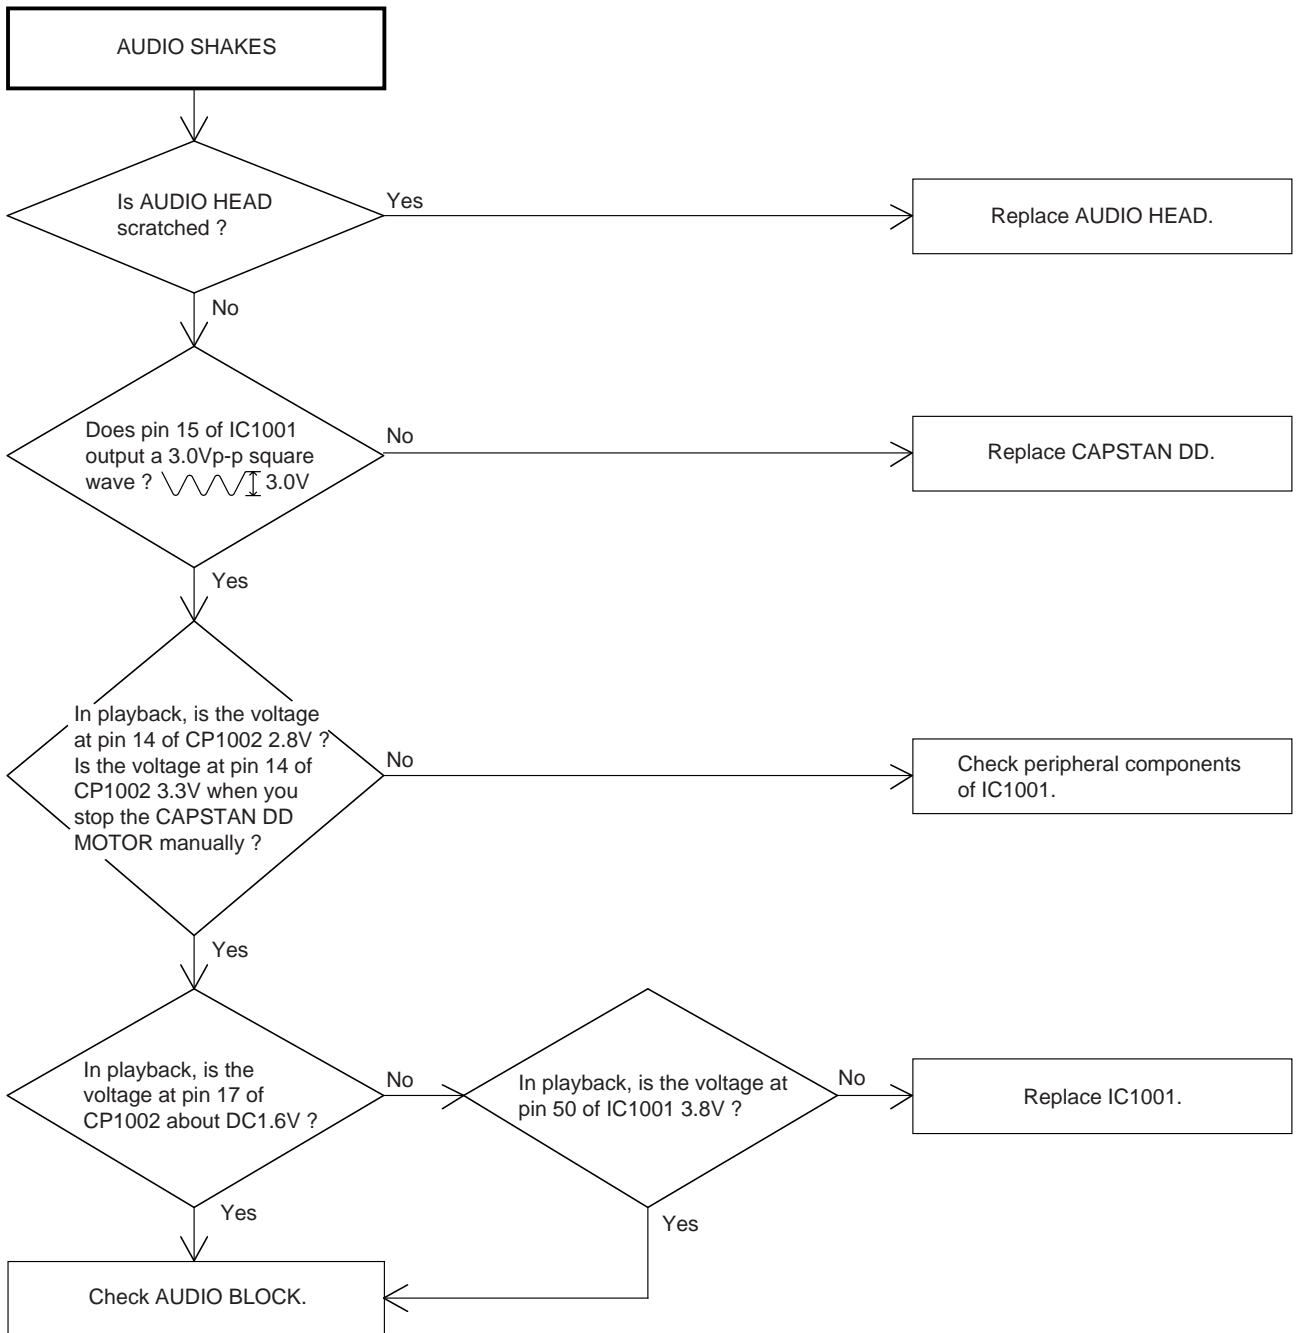 AUDIO SHAKES
Is AUDIO HEAD
scratched ?
Yes
Replace AUDIO HEAD.
No
Does pin 15 of IC1001
output a 3.0Vp-p square
wave ? 3.0V
No
Replace CAPSTAN DD.
Yes
In playback, is the voltage
at pin 14 of CP1002 2.8V ?
Is the voltage at pin 14 of
CP1002 3.3V when you
stop the CAPSTAN DD
MOTOR manually ?
No
Check peripheral components
of IC1001.
Yes
In playback, is the
voltage at pin 17 of
CP1002 about DC1.6V ?
No
In playback, is the voltage at
pin 50 of IC1001 3.8V ?
No
Replace IC1001.
Yes
Yes
Check AUDIO BLOCK.